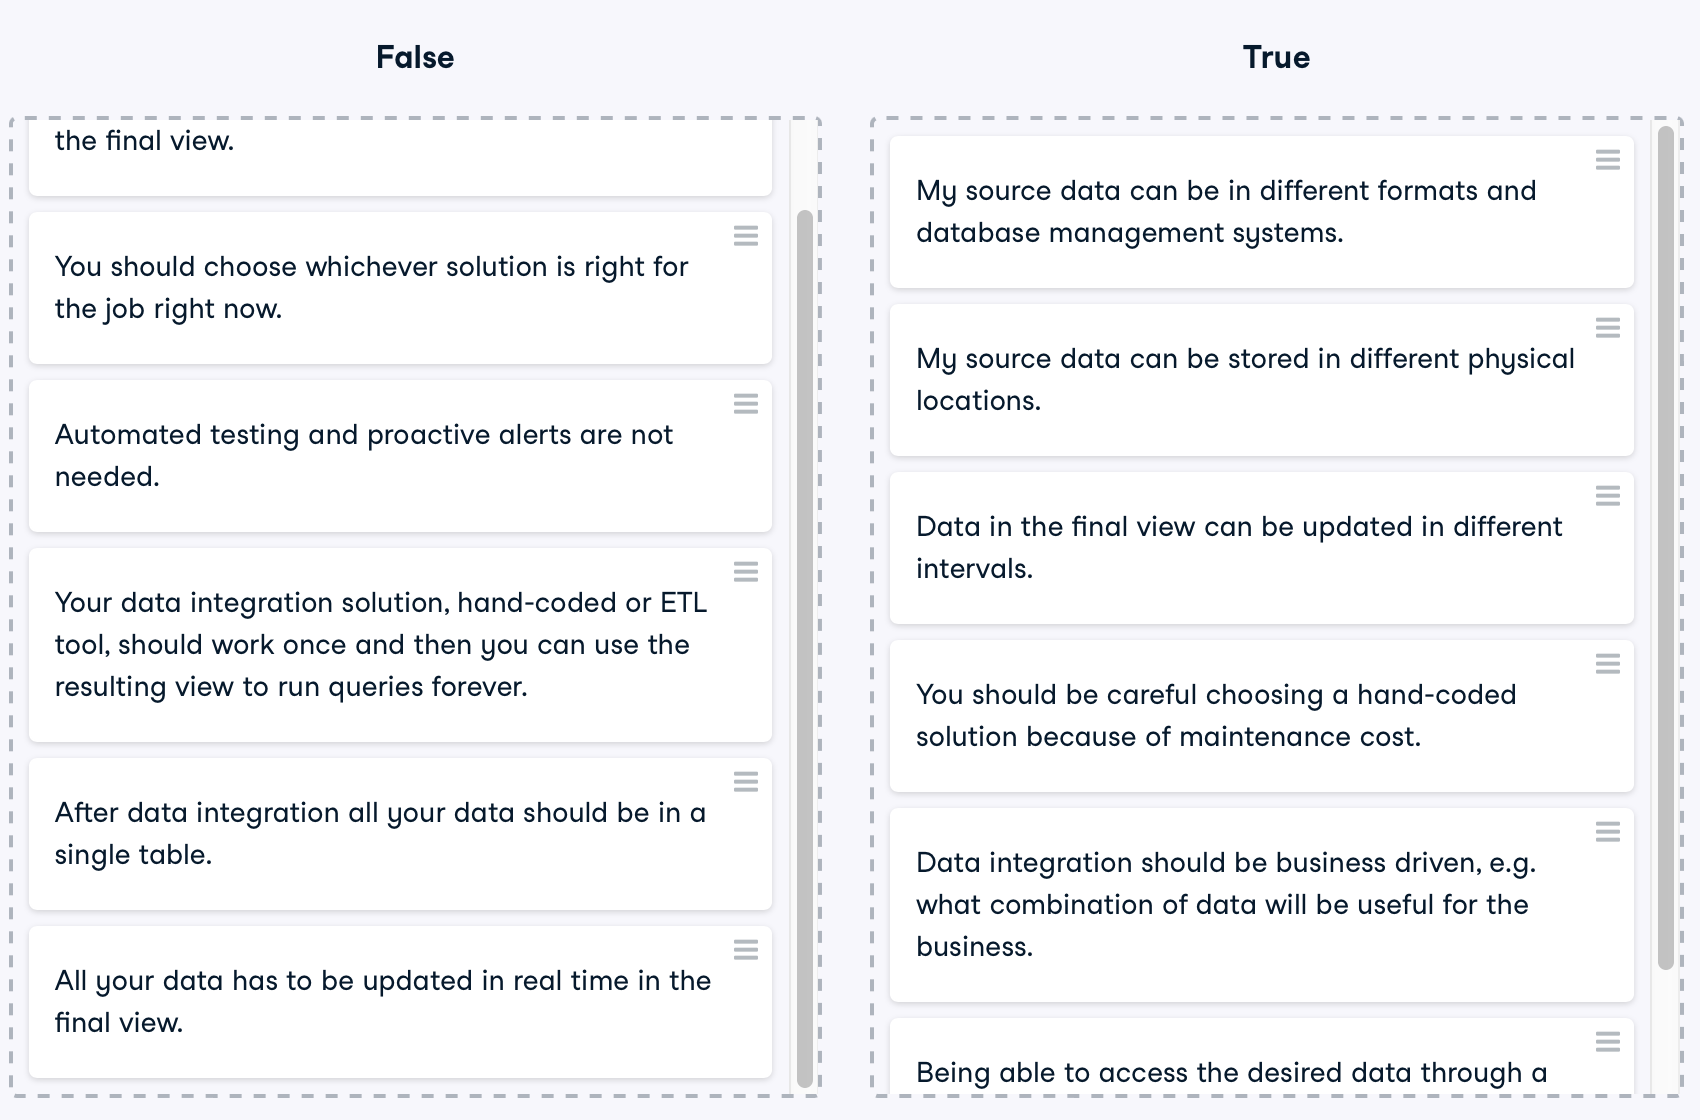 False
the final view.
You should choose whichever solution is right for
the job right now.
Automated testing and proactive alerts are not
needed.
Your data integration solution, hand-coded or ETL
tool, should work once and then you can use the
resulting view to run queries forever.
After data integration all your data should be in a
single table.
All your data has to be updated in real time in the
final view.
True
My source data can be in different formats and
database management systems.
My source data can be stored in different physical
locations.
Data in the final view can be updated in different
intervals.
You should be careful choosing a hand-coded
solution because of maintenance cost.
Data integration should be business driven, e.g.
what combination of data will be useful for the
business.
Being able to access the desired data through a